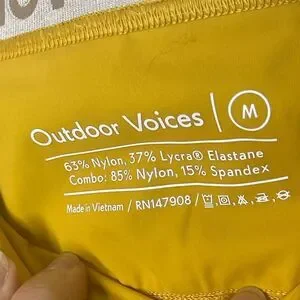 Outdoor Voices | M
63% Nylon, 37% Lycra® Elastane
Combo: 85% Nylon, 15% Spandex
Made in Vietnam / RN147908 /